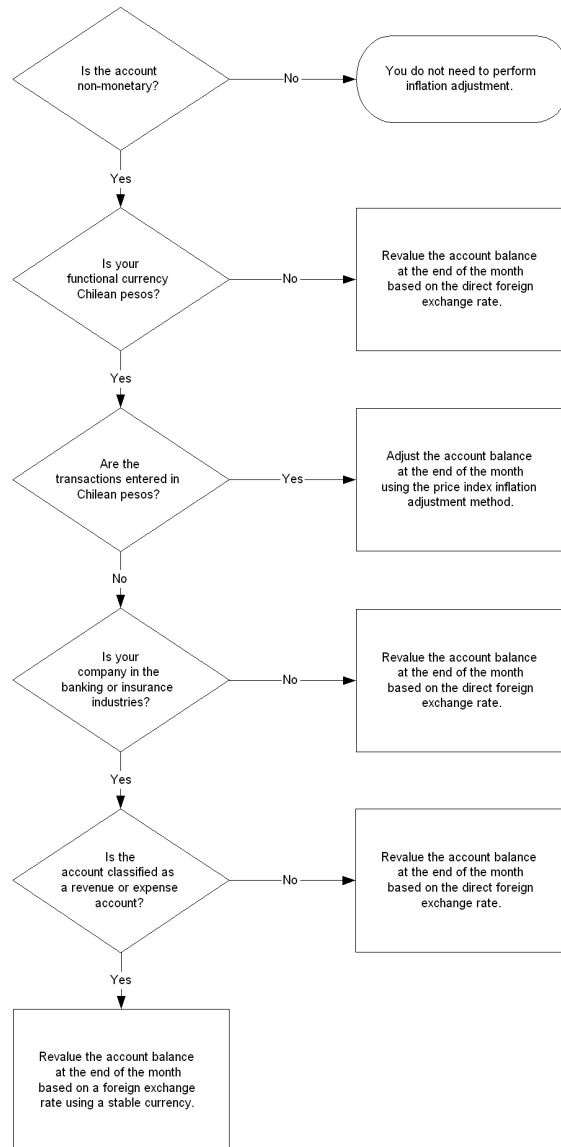 Is the account
non-monetary?
No
You do not need to perform
inflation adjustment.
Yes
Is your
functional currency
Chilean pesos?
No
Revalue the account balance
at the end of the month
based on the direct foreign
exchange rate.
Yes
Are the
transactions entered in
Chilean pesos?
Yes
Adjust the account balance
at the end of the month
using the price index inflation
adjustment method.
No
Is your
company in the
banking or insurance
industries?
No
Revalue the account balance
at the end of the month
based on the direct foreign
exchange rate.
Yes
Is the
account classified as
a revenue or expense
account?
No
Revalue the account balance
at the end of the month
based on the direct foreign
exchange rate.
Yes
Revalue the account balance
at the end of the month
based on a foreign exchange
rate using a stable currency.